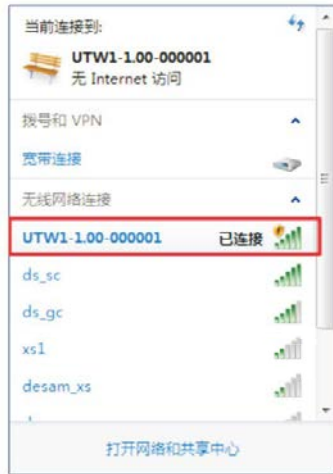 当前连接到:
UTW1-1.00-000001
无 Internet 访问
拨号和 VPN
宽带连接
无线网络连接
UTW1-1.00-000001 已连接
ds_sc
ds_gc
xs1
desam_xs
打开网络和共享中心